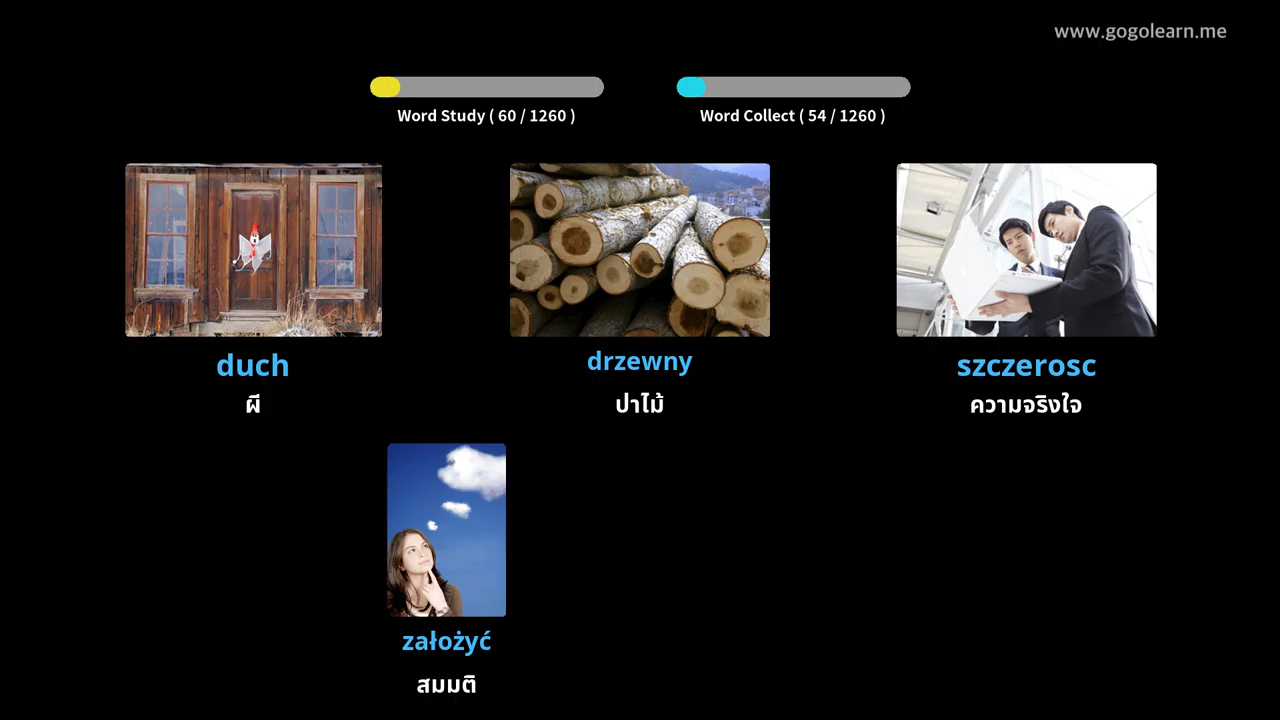 www.gogolearn.me
Word Study ( 60 / 1260 )
Word Collect ( 54 / 1260 )
duch
drzewny
szczerosc
ผี
ป่าไม้
ความจริงใจ
założyć
สมมติ